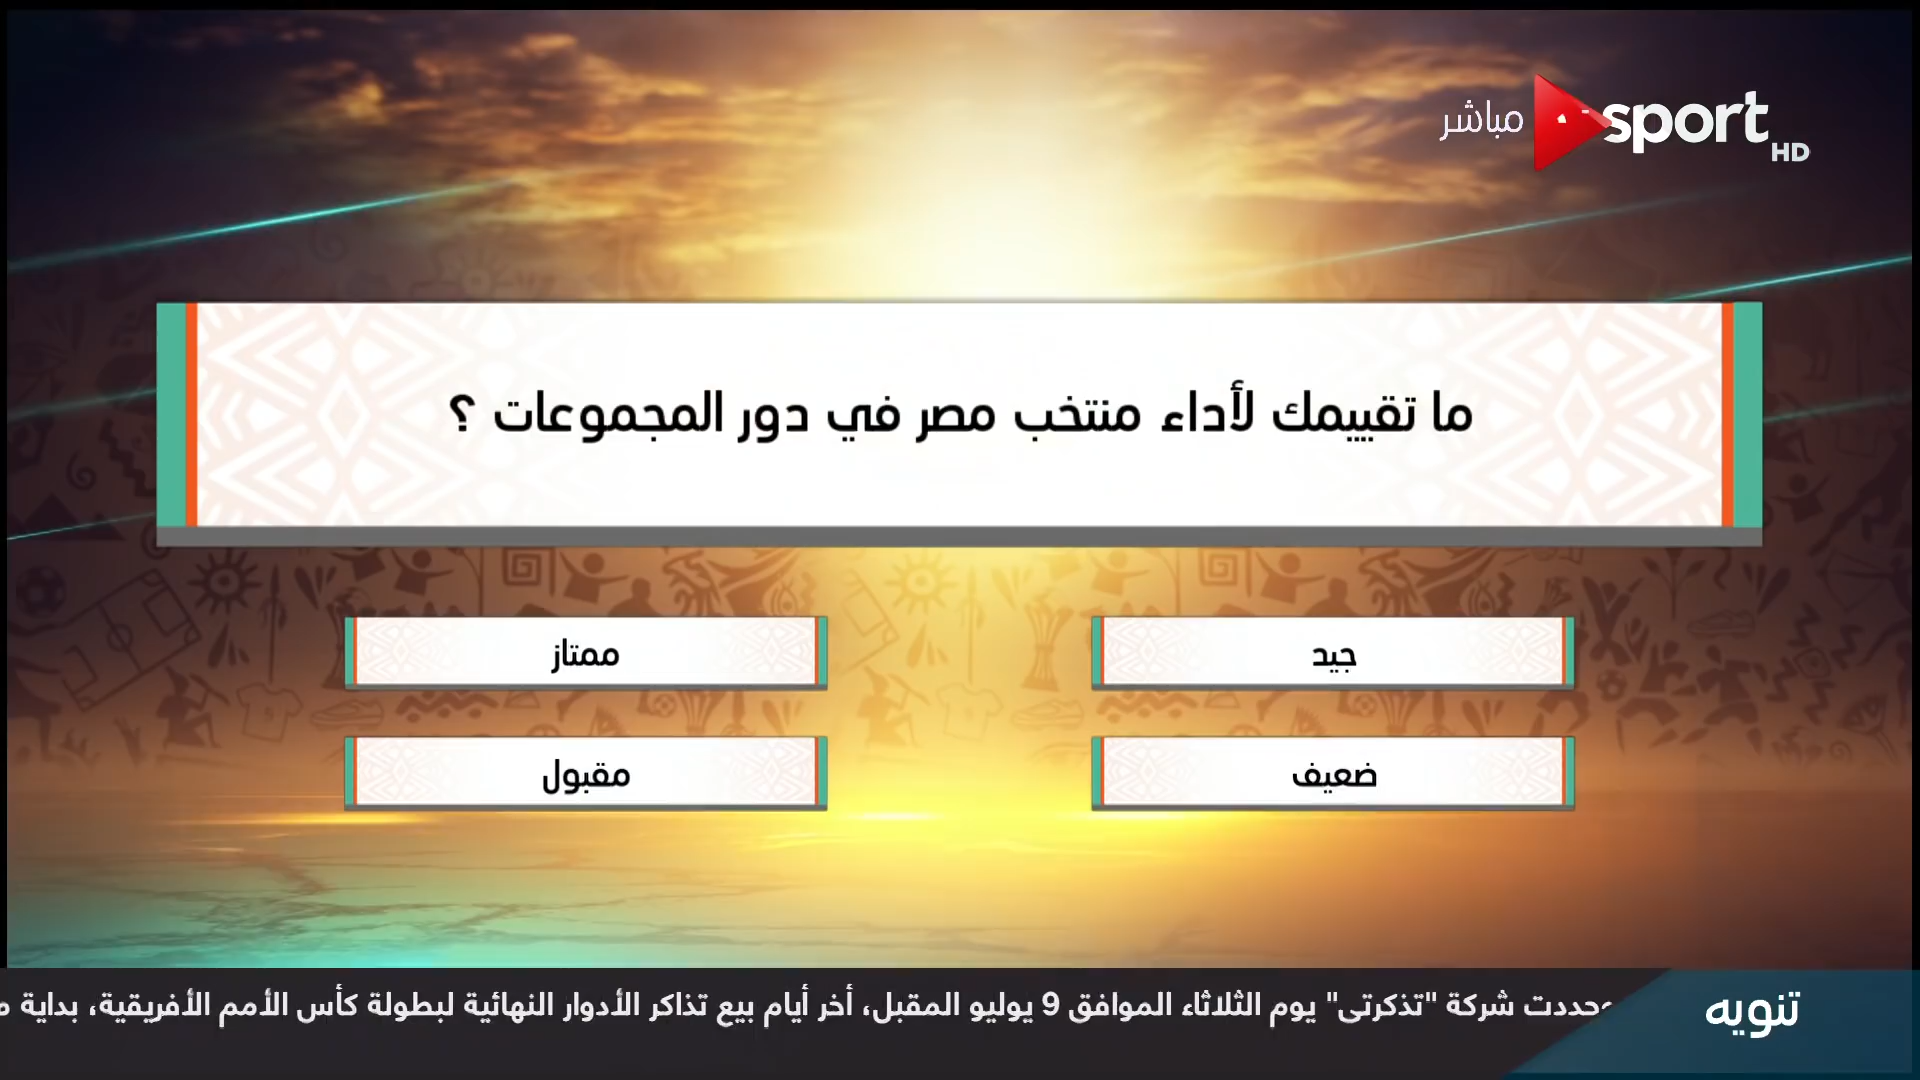 مباشر
sport
HD
ما تقييمك لأداء منتخب مصر في دور المجموعات ؟
جيد
ممتاز
ضعيف
مقبول
تنويه
وحددت شركة "تذكرتى" يوم الثلاثاء الموافق 9 يوليو المقبل، أخر أيام بيع تذاكر الأدوار النهائية لبطولة كأس الأمم الأفريقية، بداية